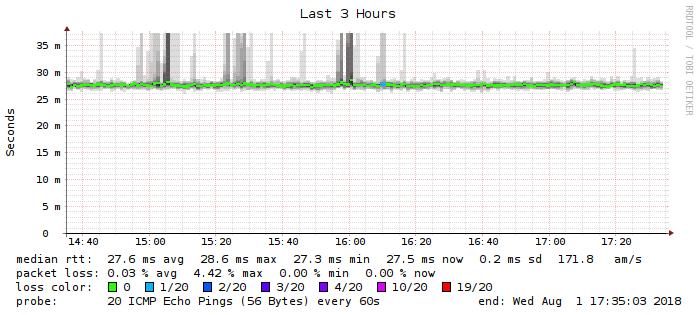 Last 3 Hours
RRDTOOL / TOBI OETIKER
Seconds
35 m
30 m
25 m
20 m
15 m
10 m
5 m
0
14:40 15:00 15:20 15:40 16:00 16:20 16:40 17:00 17:20
median rtt: 27.6 ms avg 28.6 ms max 27.3 ms min 27.5 ms now 0.2 ms sd 171.8 am/s
packet loss: 0.03 % avg 4.42 % max 0.00 % min 0.00 % now
loss color: 0 1/20 2/20 3/20 4/20 10/20 19/20
probe: 20 ICMP Echo Pings (56 Bytes) every 60s end: Wed Aug 1 17:35:03 2018